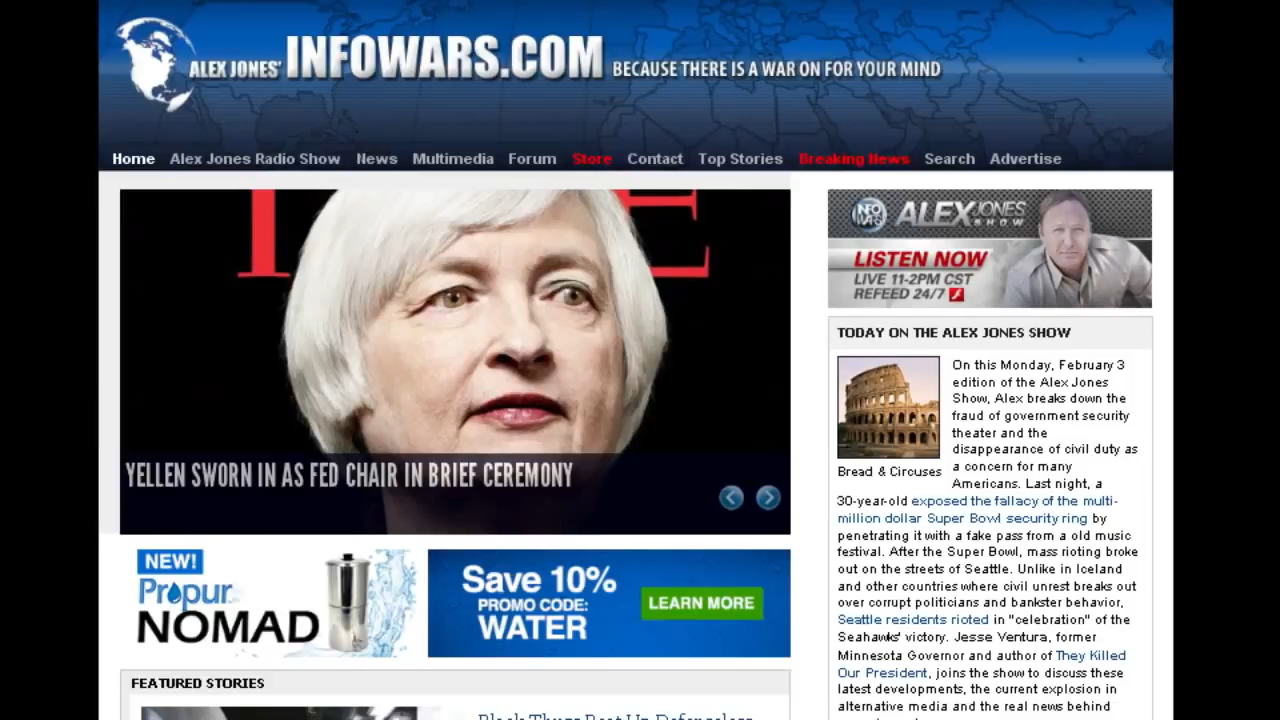 ALEX JONES' INFOWARS.COM BECAUSE THERE IS A WAR ON FOR YOUR MIND
Home Alex Jones Radio Show News Multimedia Forum Store Contact Top Stories Breaking News Search Advertise
YELLEN SWORN IN AS FED CHAIR IN BRIEF CEREMONY
NEW!
Propur
NOMAD
Save 10%
PROMO CODE:
WATER
LEARN MORE
FEATURED STORIES
INFO
WARS
ALEX JONES
SHOW
LISTEN NOW
LIVE 11-2PM CST
REFEED 24/7
TODAY ON THE ALEX JONES SHOW
Bread & Circuses
On this Monday, February 3
edition of the Alex Jones
Show, Alex breaks down the
fraud of government security
theater and the
disappearance of civil duty as
a concern for many
Americans. Last night, a
30-year-old exposed the fallacy of the multi-
million dollar Super Bowl security ring by
penetrating it with a fake pass from a old music
festival. After the Super Bowl, mass rioting broke
out on the streets of Seattle. Unlike in Iceland
and other countries where civil unrest breaks out
over corrupt politicians and bankster behavior,
Seattle residents rioted in "celebration" of the
Seahawks' victory. Jesse Ventura, former
Minnesota Governor and author of They Killed
Our President, joins the show to discuss these
latest developments, the current explosion in
alternative media and the real news behind